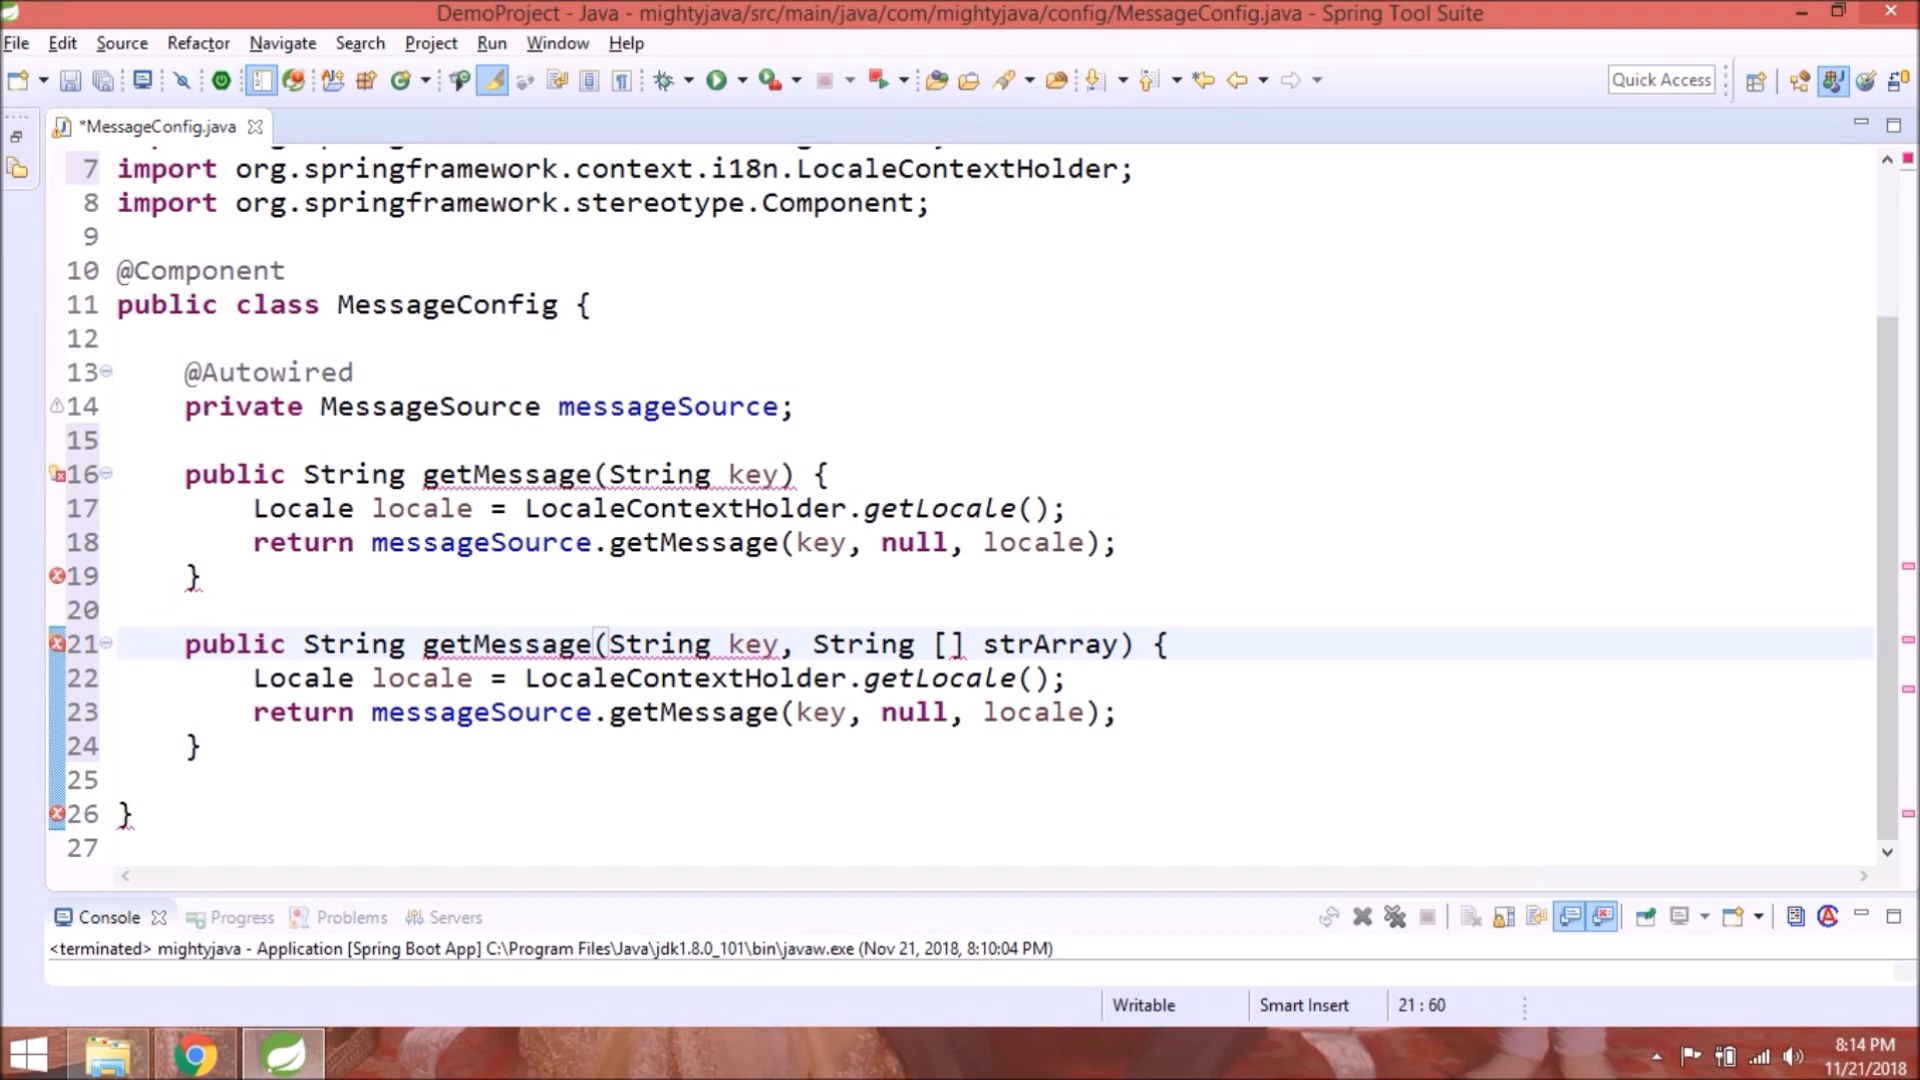 DemoProject - Java - mightyjava/src/main/java/com/mightyjava/config/MessageConfig.java - Spring Tool Suite
File Edit Source Refactor Navigate Search Project Run Window Help
Quick Access
*MessageConfig.java
7 import org.springframework.context.i18n.LocaleContextHolder;
8 import org.springframework.stereotype.Component;
9
10 @Component
11 public class MessageConfig {
12
13 @Autowired
14 private MessageSource messageSource;
15
16 public String getMessage(String key) {
17 Locale locale = LocaleContextHolder.getLocale();
18 return messageSource.getMessage(key, null, locale);
19 }
20
21 public String getMessage(String key, String [] strArray) {
22 Locale locale = LocaleContextHolder.getLocale();
23 return messageSource.getMessage(key, null, locale);
24 }
25
26 }
27
Console Progress Problems Servers
<terminated> mightyjava - Application [Spring Boot App] C:\Program Files\Java\jdk1.8.0_101\bin\javaw.exe (Nov 21, 2018, 8:10:04 PM)
Writable Smart Insert 21 : 60
8:14 PM
11/21/2018